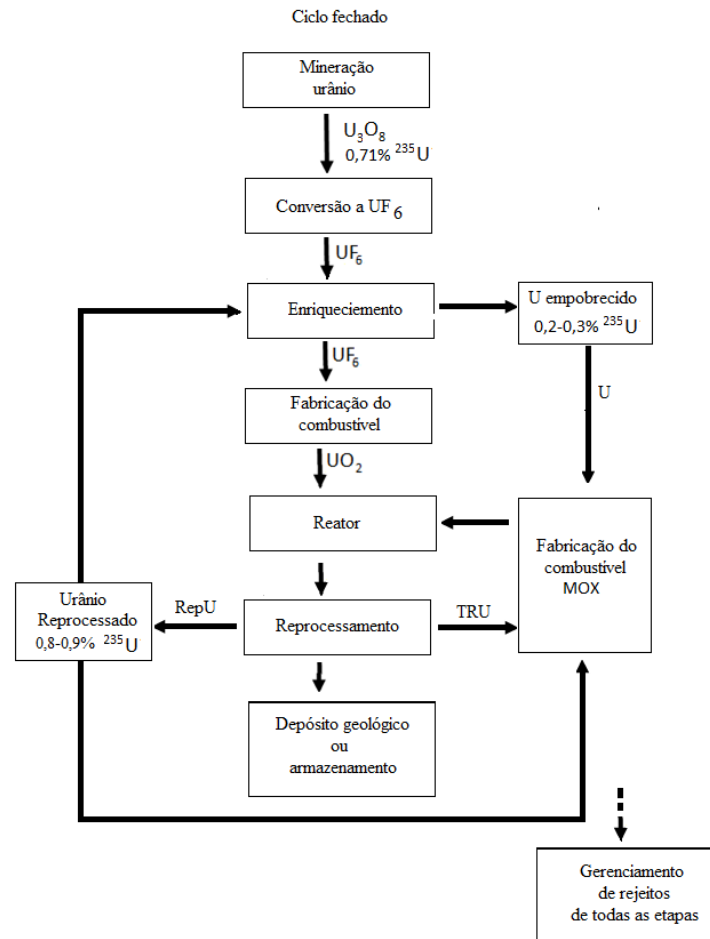 Ciclo fechado
Mineração
urânio
U3O8
0,71% 235U
Conversão a UF6
UF6
Enriqueciemento
U empobrecido
0,2-0,3% 235U
UF6
U
Fabricação do
combustível
UO2
Reator
Fabricação do
combustível
MOX
Urânio
Reprocessado
0,8-0,9% 235U
RepU
Reprocessamento
TRU
Depósito geológico
ou
armazenamento
Gerenciamento
de rejeitos
de todas as etapas